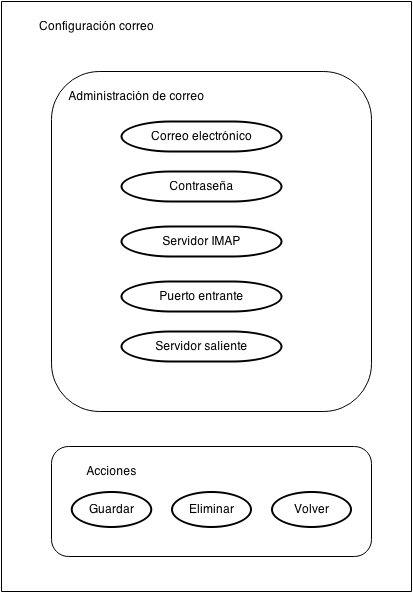 Configuración correo
Administración de correo
Correo electrónico
Contraseña
Servidor IMAP
Puerto entrante
Servidor saliente
Acciones
Guardar
Eliminar
Volver